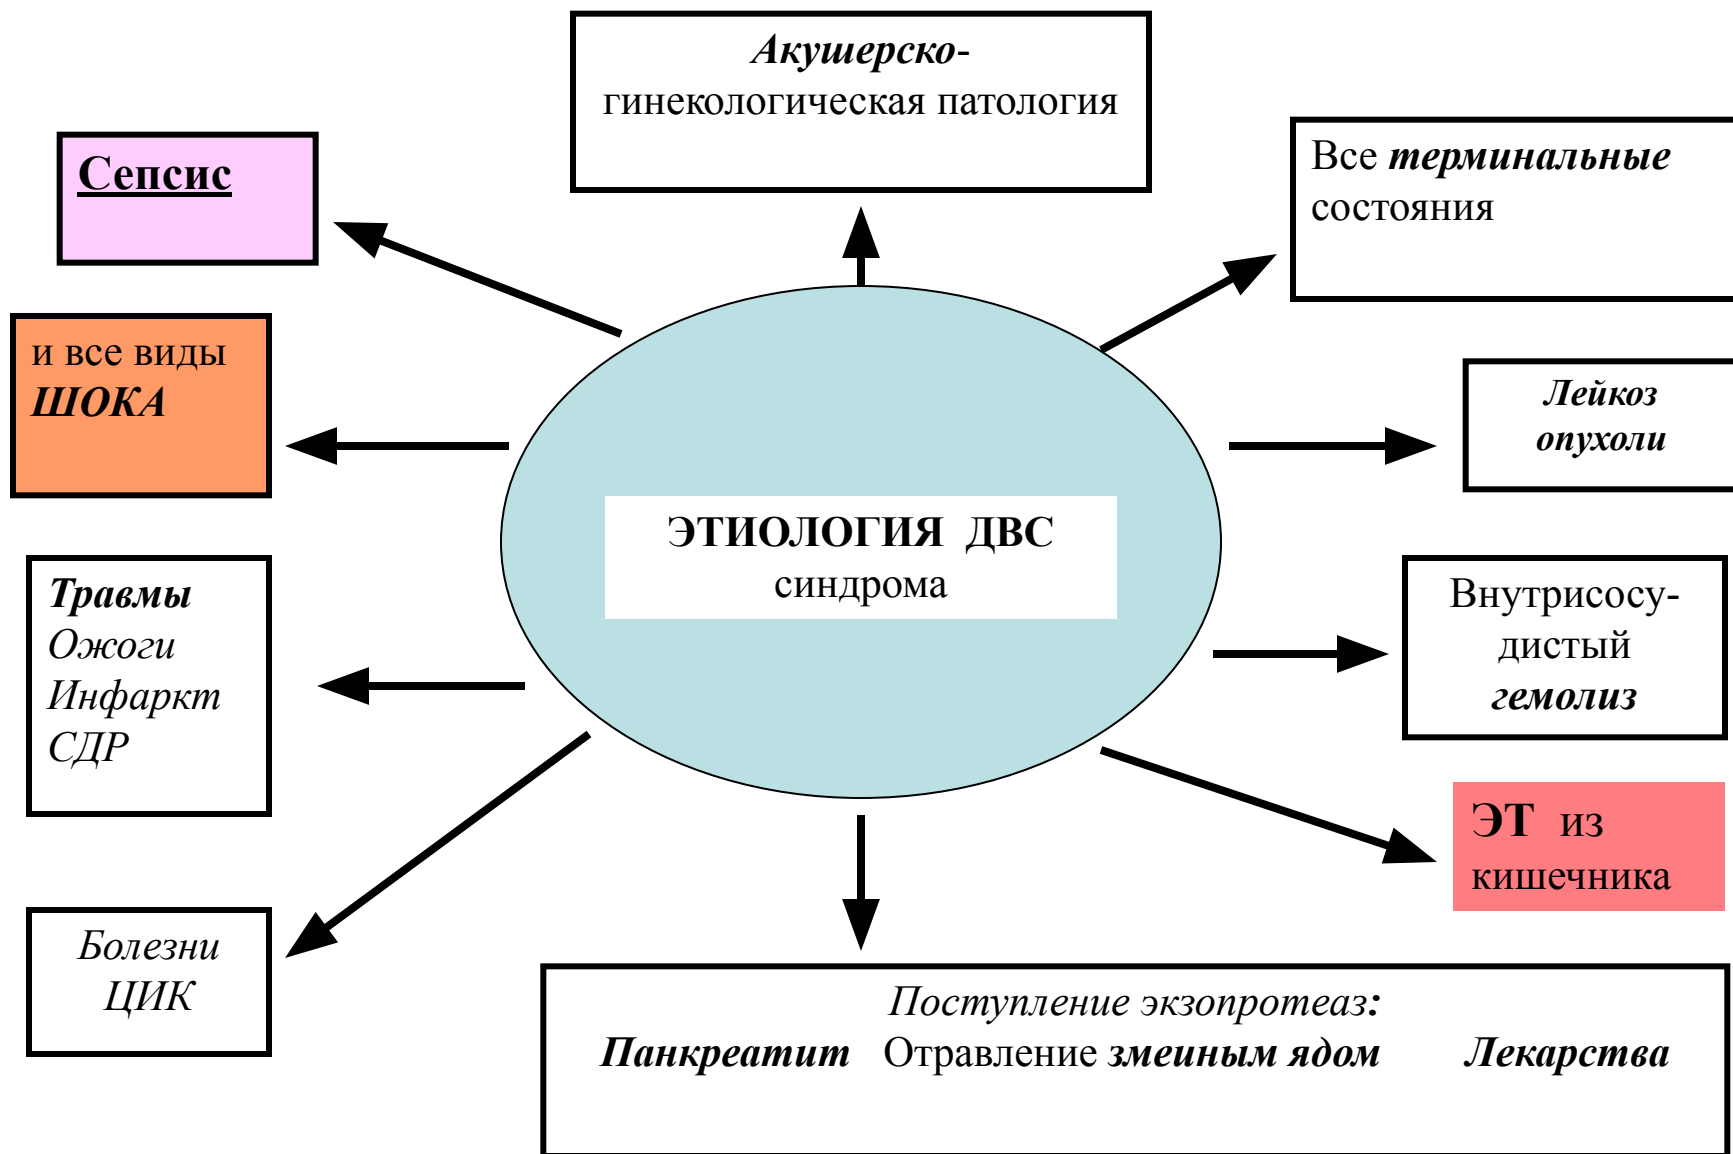 Акушерско-
гинекологическая патология
Сепсис
Все терминальные
состояния
и все виды
ШОКА
Лейкоз
опухоли
ЭТИОЛОГИЯ ДВС
синдрома
Травмы
Ожоги
Инфаркт
СДР
Внутрисосу-
дистый
гемолиз
ЭТ из
кишечника
Болезни
ЦИК
Поступление экзопротеаз:
Панкреатит Отравление змеиным ядом Лекарства